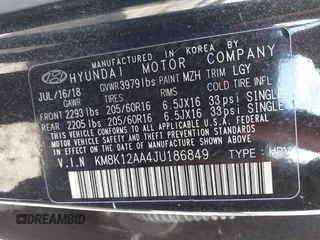 MANUFACTURED IN KOREA BY
HYUNDAI MOTOR COMPANY
JUL/16/18 GVWR 3979 lbs PAINT MZH TRIM LGY
GAWR TIRES RIMS COLD TIRE INFL
FRONT 2293 lbs 205/60R16 6.5JX16 33 psi SINGLE
REAR 2205 lbs 205/60R16 6.5JX16 33 psi SINGLE
THIS VEHICLE CONFORMS TO ALL APPLICABLE
FEDERAL MOTOR VEHICLE SAFETY, BUMPER, AND
THEFT PREVENTION STANDARDS IN EFFECT ON
THE DATE OF MANUFACTURE SHOWN ABOVE.
V.I.N KM8K12AA4JU186849 TYPE: MPV
DREAMBID